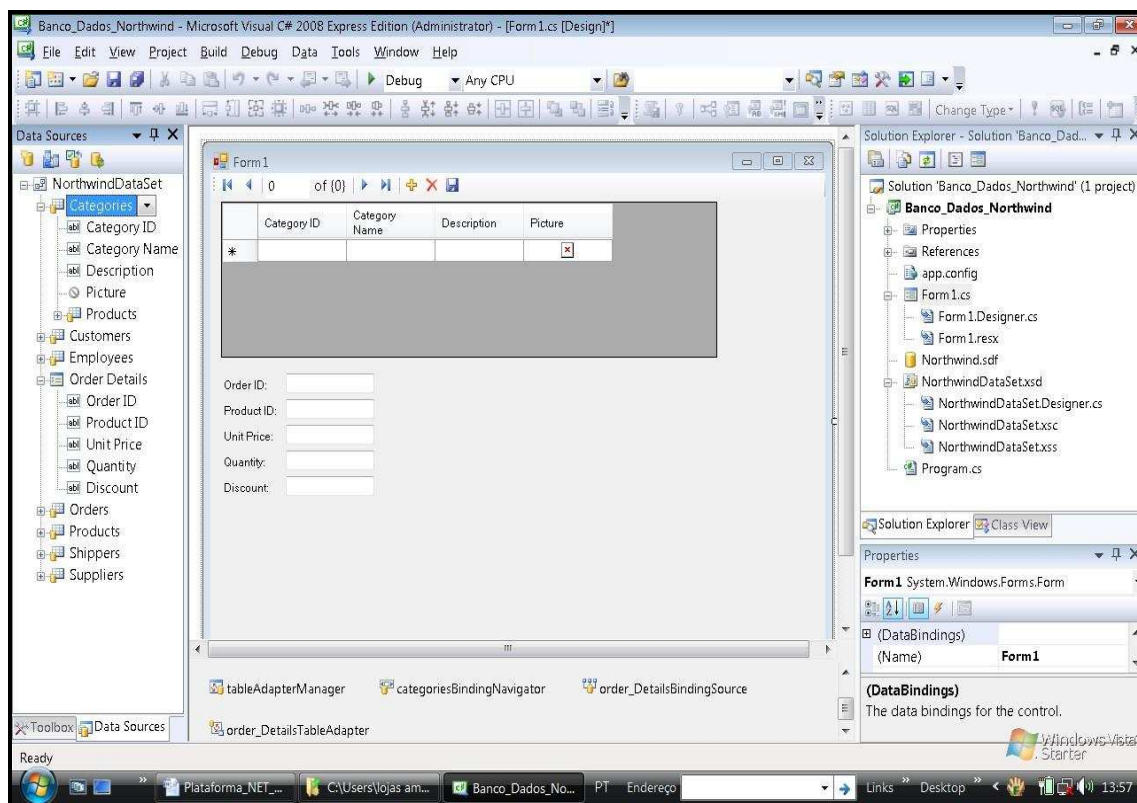 Banco_Dados_Northwind - Microsoft Visual C# 2008 Express Edition (Administrator) - [Form1.cs [Design]*]
File Edit View Project Build Debug Data Tools Window Help
Debug Any CPU
Change Type
Data Sources
NorthwindDataSet
Categories
Category ID
Category Name
Description
Picture
Products
Customers
Employees
Order Details
Order ID
Product ID
Unit Price
Quantity
Discount
Orders
Products
Shippers
Suppliers
Toolbox Data Sources
Form1
0 of {0}
Category ID Category Name Description Picture
Order ID:
Product ID:
Unit Price:
Quantity:
Discount:
tableAdapterManager categoriesBindingNavigator order_DetailsBindingSource
order_DetailsTableAdapter
Solution Explorer - Solution 'Banco_Dad...
Solution 'Banco_Dados_Northwind' (1 project)
Banco_Dados_Northwind
Properties
References
app.config
Form1.cs
Form1.Designer.cs
Form1.resx
Northwind.sdf
NorthwindDataSet.xsd
NorthwindDataSet.Designer.cs
NorthwindDataSet.xsc
NorthwindDataSet.xss
Program.cs
Solution Explorer Class View
Properties
Form1 System.Windows.Forms.Form
(DataBindings)
(Name) Form1
(DataBindings)
The data bindings for the control.
Windows Vista
Starter
Ready
Plataforma_NET_... C:\Users\lojas am... Banco_Dados_No... PT Endereço Links Desktop 13:57